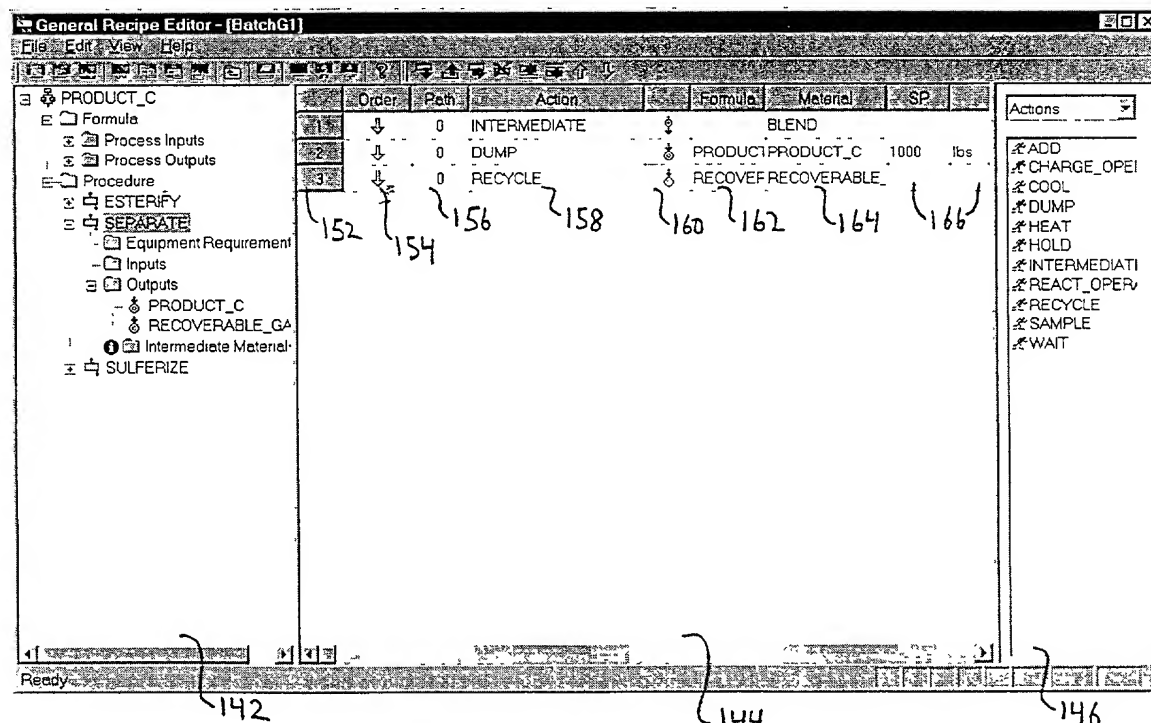 General Recipe Editor - [BatchG1]
File Edit View Help
PRODUCT_C
Formula
Process Inputs
Process Outputs
Procedure
ESTERIFY
SEPARATE
Equipment Requirement
Inputs
Outputs
PRODUCT_C
RECOVERABLE_GA
Intermediate Material
SULFERIZE
Order Path Action Formula Material SP
1 0 INTERMEDIATE BLEND
2 0 DUMP PRODUCT PRODUCT_C 1000 lbs
3 0 RECYCLE RECOVER RECOVERABLE_
152 154 156 158 160 162 164 166
Actions
ADD
CHARGE_OPE
COOL
DUMP
HEAT
HOLD
INTERMEDIATI
REACT_OPER
RECYCLE
SAMPLE
WAIT
Ready
142 144 146